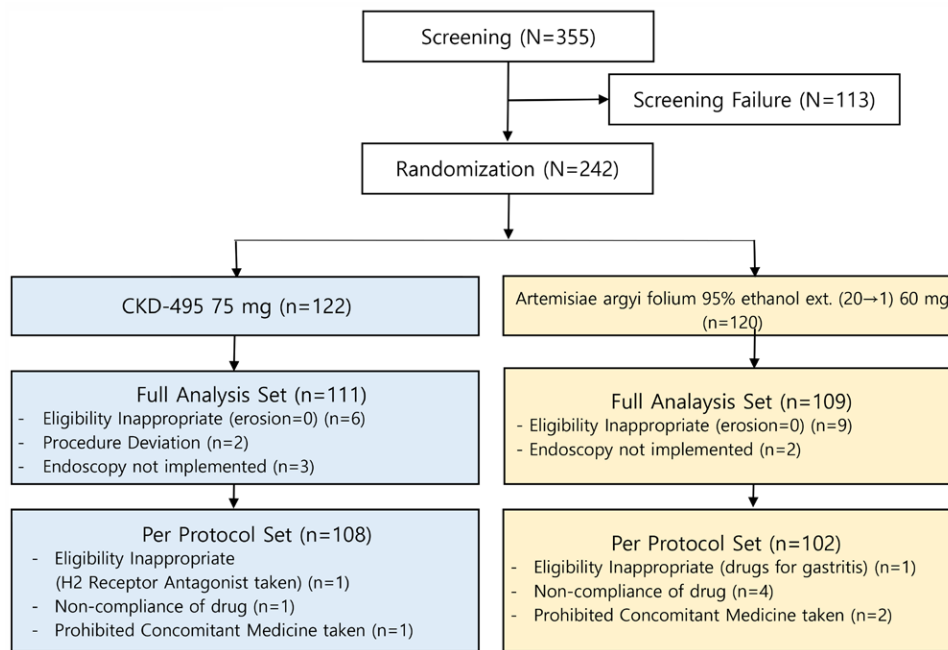 Screening (N=355)
Screening Failure (N=113)
Randomization (N=242)
CKD-495 75 mg (n=122)
Artemisiae argyi folium 95% ethanol ext. (20→1) 60 mg
(n=120)
Full Analysis Set (n=111)
- Eligibility Inappropriate (erosion=0) (n=6)
- Procedure Deviation (n=2)
- Endoscopy not implemented (n=3)
Full Analaysis Set (n=109)
- Eligibility Inappropriate (erosion=0) (n=9)
- Endoscopy not implemented (n=2)
Per Protocol Set (n=108)
- Eligibility Inappropriate
(H2 Receptor Antagonist taken) (n=1)
- Non-compliance of drug (n=1)
- Prohibited Concomitant Medicine taken (n=1)
Per Protocol Set (n=102)
- Eligibility Inappropriate (drugs for gastritis) (n=1)
- Non-compliance of drug (n=4)
- Prohibited Concomitant Medicine taken (n=2)